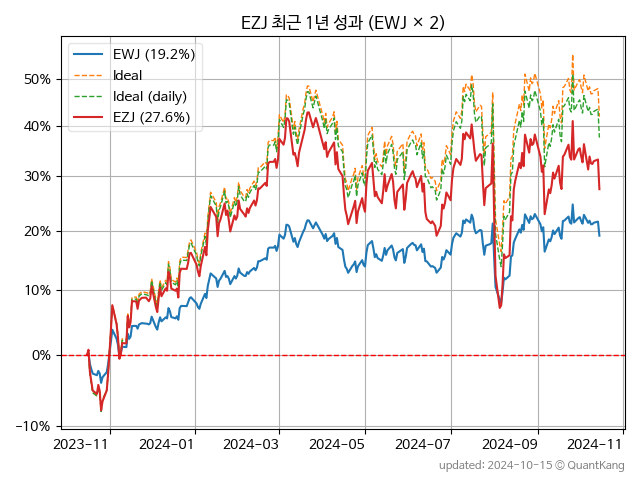 EZJ 최근 1년 성과 (EWJ × 2)
EWJ (19.2%)
Ideal
Ideal (daily)
EZJ (27.6%)
50%
40%
30%
20%
10%
0%
−10%
2023−11
2024−01
2024−03
2024−05
2024−07
2024−09
2024−11
updated: 2024-10-15 © QuantKang